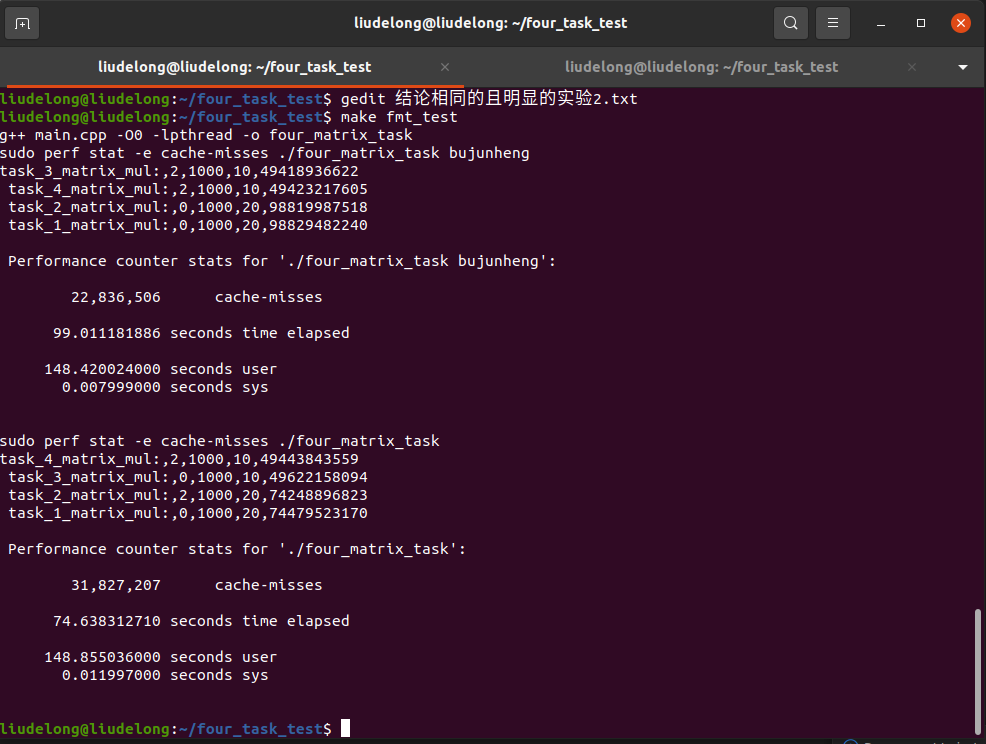 liudelong@liudelong: ~/four_task_test
liudelong@liudelong: ~/four_task_test
liudelong@liudelong: ~/four_task_test
liudelong@liudelong:~/four_task_test$ gedit 结论相同的且明显的实验2.txt
liudelong@liudelong:~/four_task_test$ make fmt_test
g++ main.cpp -O0 -lpthread -o four_matrix_task
sudo perf stat -e cache-misses ./four_matrix_task bujunheng
task_3_matrix_mul:,2,1000,10,49418936622
task_4_matrix_mul:,2,1000,10,49423217605
task_2_matrix_mul:,0,1000,20,98819987518
task_1_matrix_mul:,0,1000,20,98829482240
Performance counter stats for './four_matrix_task bujunheng':
22,836,506 cache-misses
99.011181886 seconds time elapsed
148.420024000 seconds user
0.007999000 seconds sys
sudo perf stat -e cache-misses ./four_matrix_task
task_4_matrix_mul:,2,1000,10,49443843559
task_3_matrix_mul:,0,1000,10,49622158094
task_2_matrix_mul:,2,1000,20,74248896823
task_1_matrix_mul:,0,1000,20,74479523170
Performance counter stats for './four_matrix_task':
31,827,207 cache-misses
74.638312710 seconds time elapsed
148.855036000 seconds user
0.011997000 seconds sys
liudelong@liudelong:~/four_task_test$